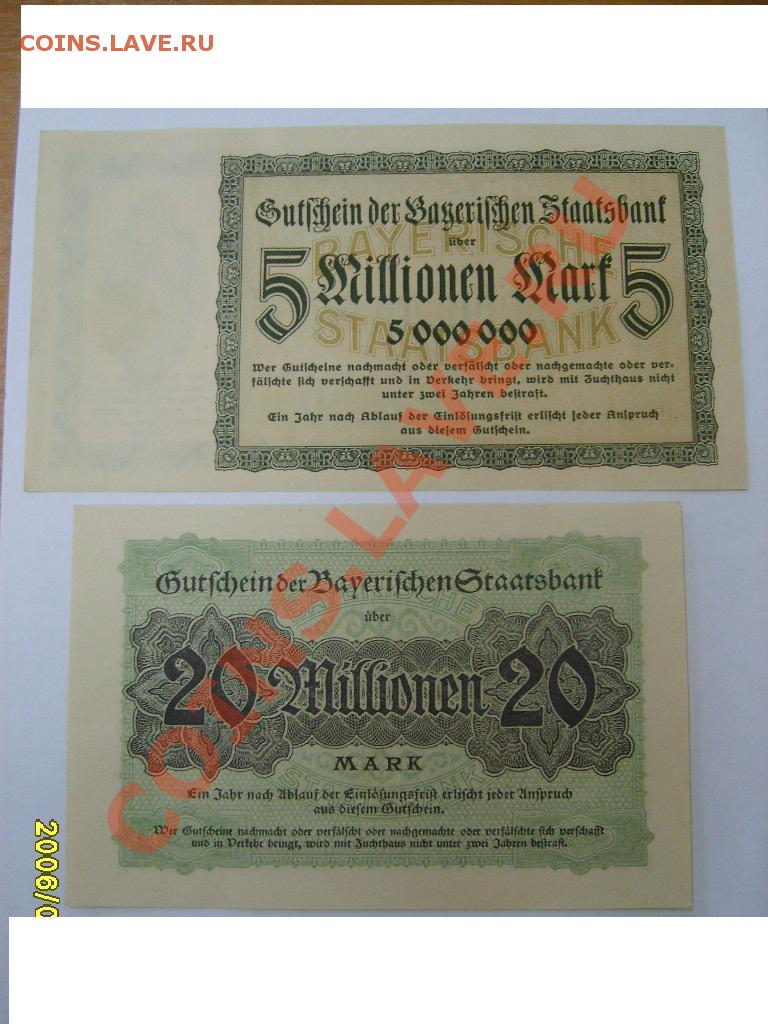 COINS.LAVE.RU
Gutschein der Bayerischen Staatsbank
über
BAYERISCHE
5 Millionen Mark 5
5000000
STAATSBANK
Wer Gutscheine nachmacht oder verfälscht oder nachgemachte oder ver-
fälschte sich verschafft und in Verkehr bringt, wird mit Zuchthaus nicht
unter zwei Jahren bestraft.
Ein Jahr nach Ablauf der Einlösungsfrist erlischt jeder Anspruch
aus diesem Gutschein.
COINS.LAVE.RU
Gutschein der Bayerischen Staatsbank
über
20 Millionen 20
MARK
Ein Jahr nach Ablauf der Einlösungsfrist erlischt jeder Anspruch
aus diesem Gutschein.
Wer Gutscheine nachmacht oder verfälscht oder nachgemachte oder verfälschte sich verschafft
und in Verkehr bringt, wird mit Zuchthaus nicht unter zwei Jahren bestraft.
2006/0